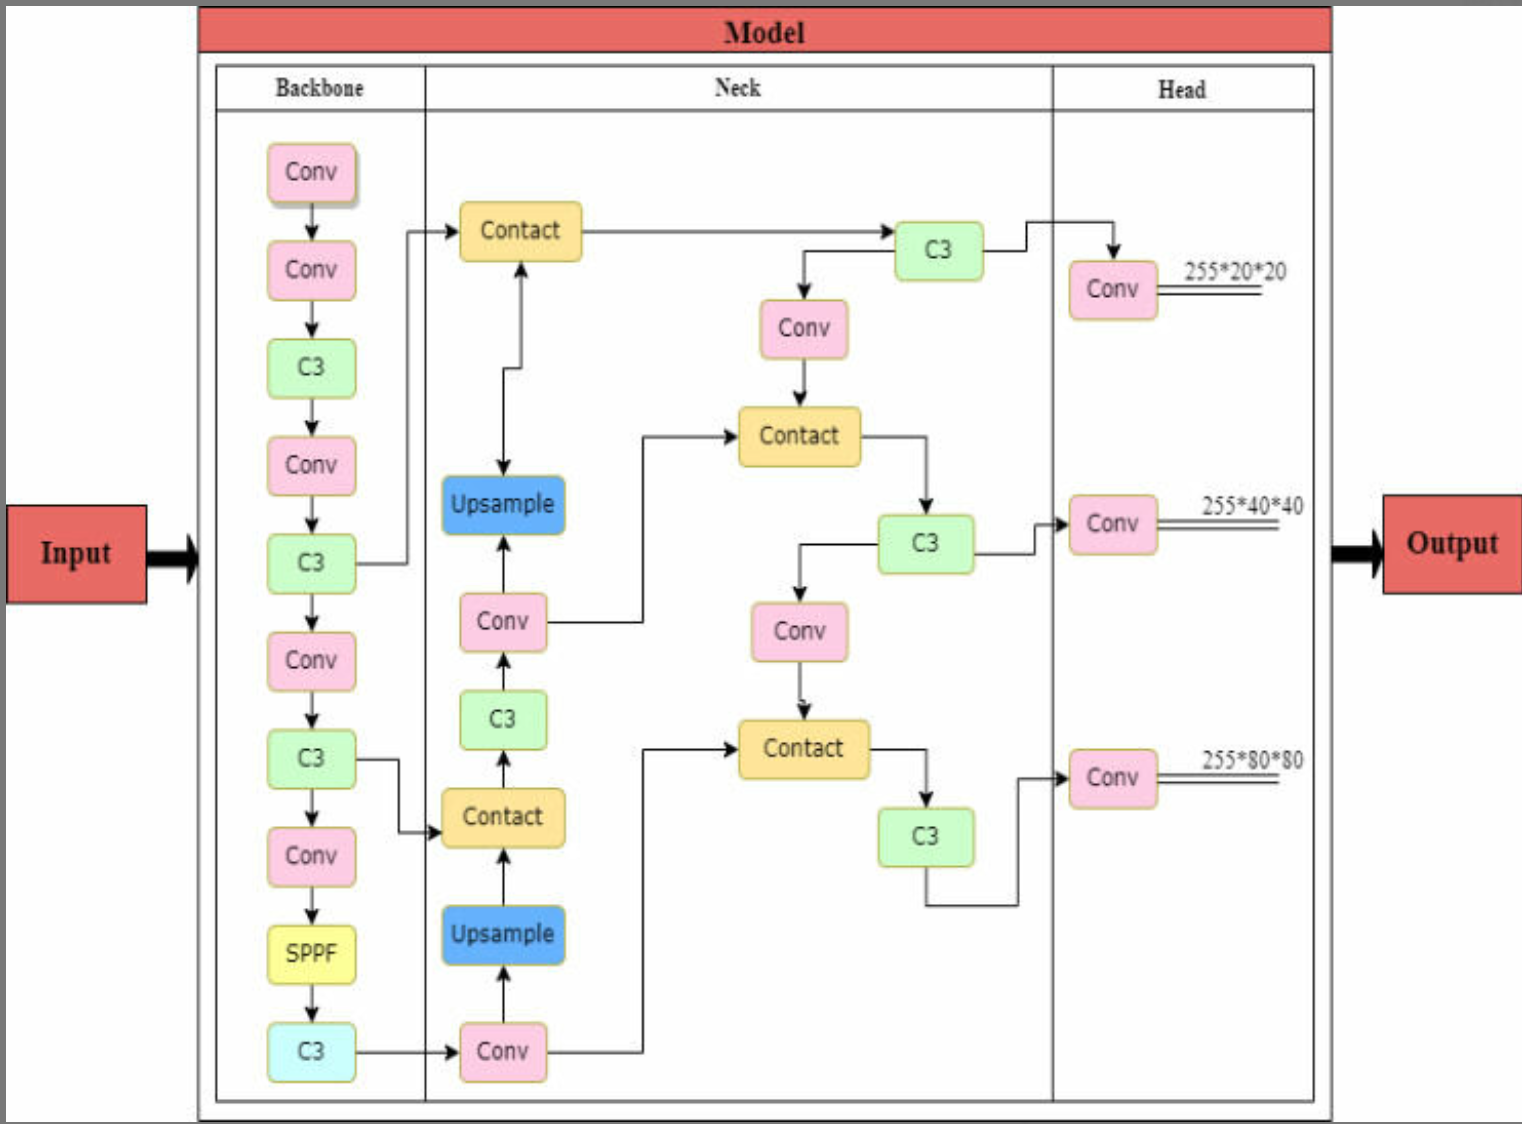 Model
Backbone
Neck
Head
Input
Conv
Conv
C3
Conv
C3
Conv
C3
Conv
SPPF
C3
Contact
Upsample
Conv
C3
Contact
Upsample
Conv
C3
Conv
Contact
C3
Conv
Contact
C3
Conv
255*20*20
Conv
255*40*40
Conv
255*80*80
Output